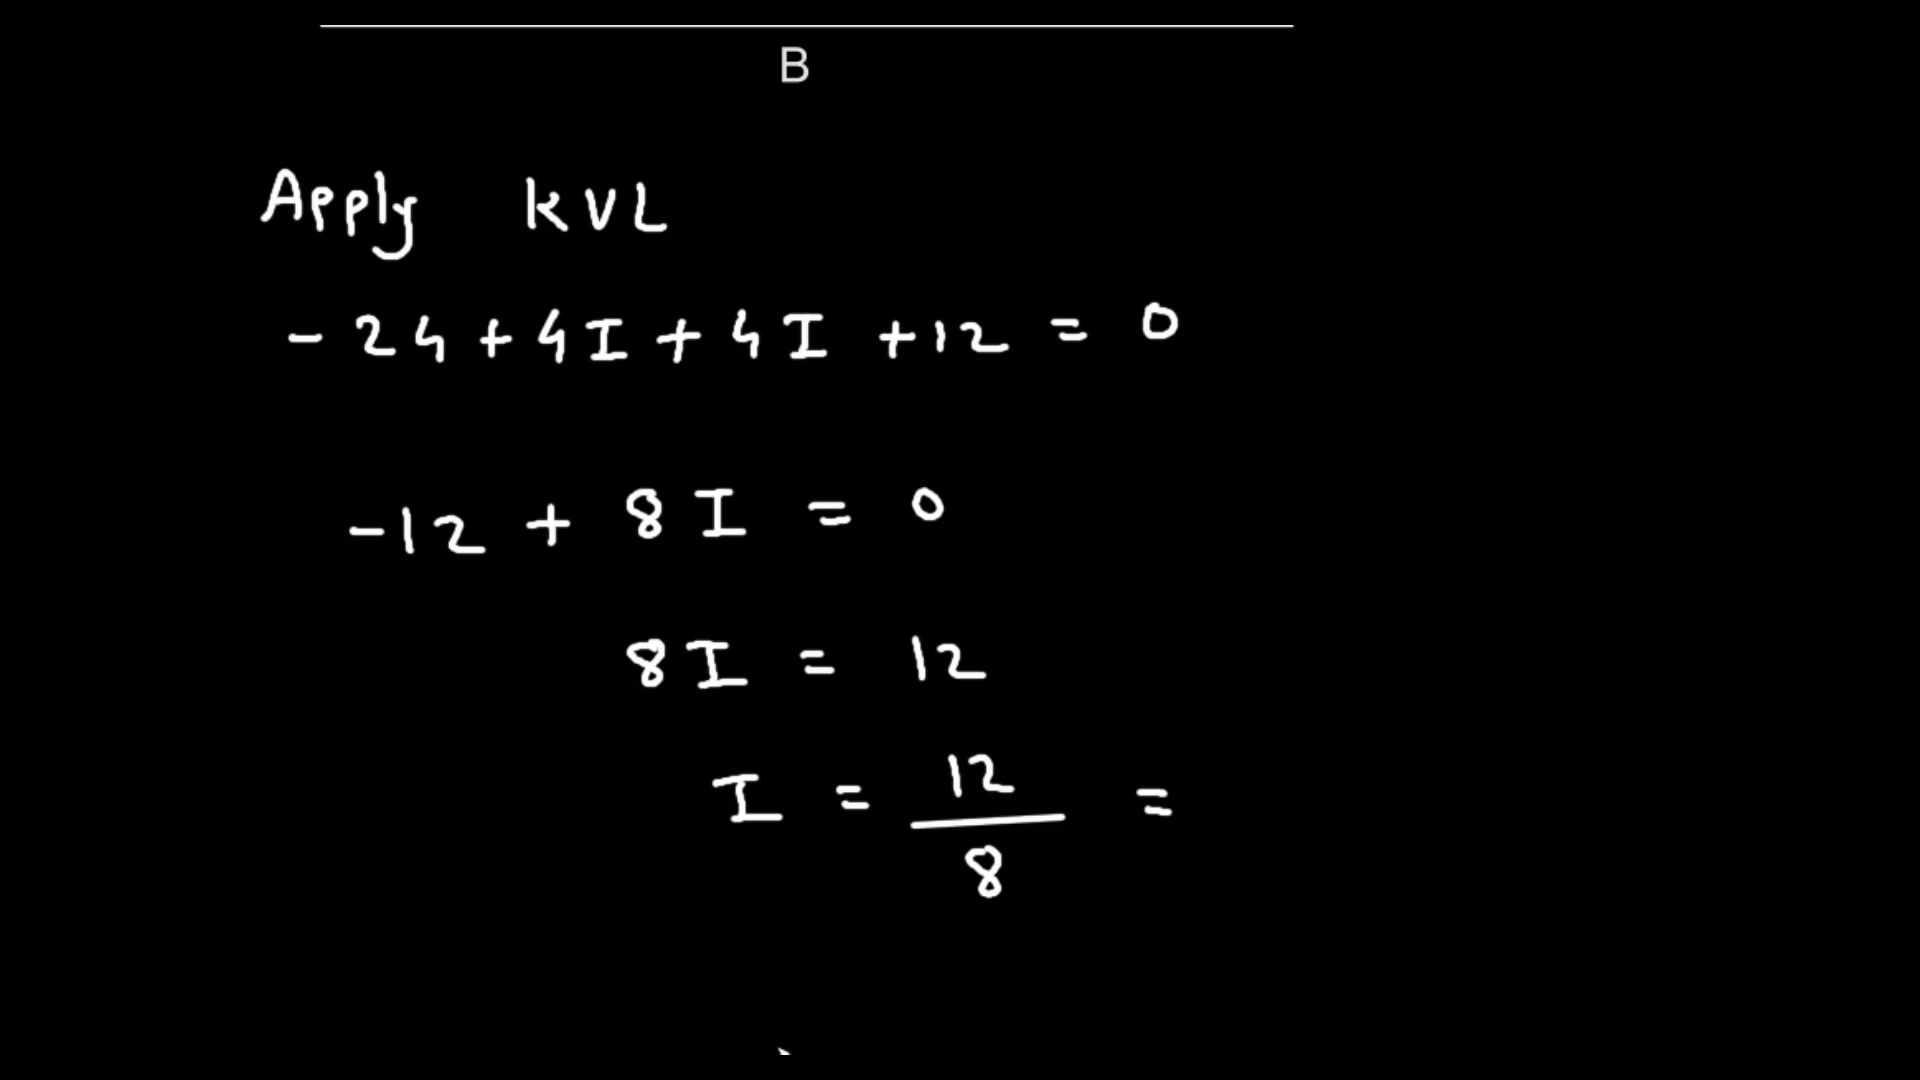 B
Apply KVL
- 24 + 4I + 4I + 12 = 0
-12 + 8I = 0
8I = 12
I = 12/8 =